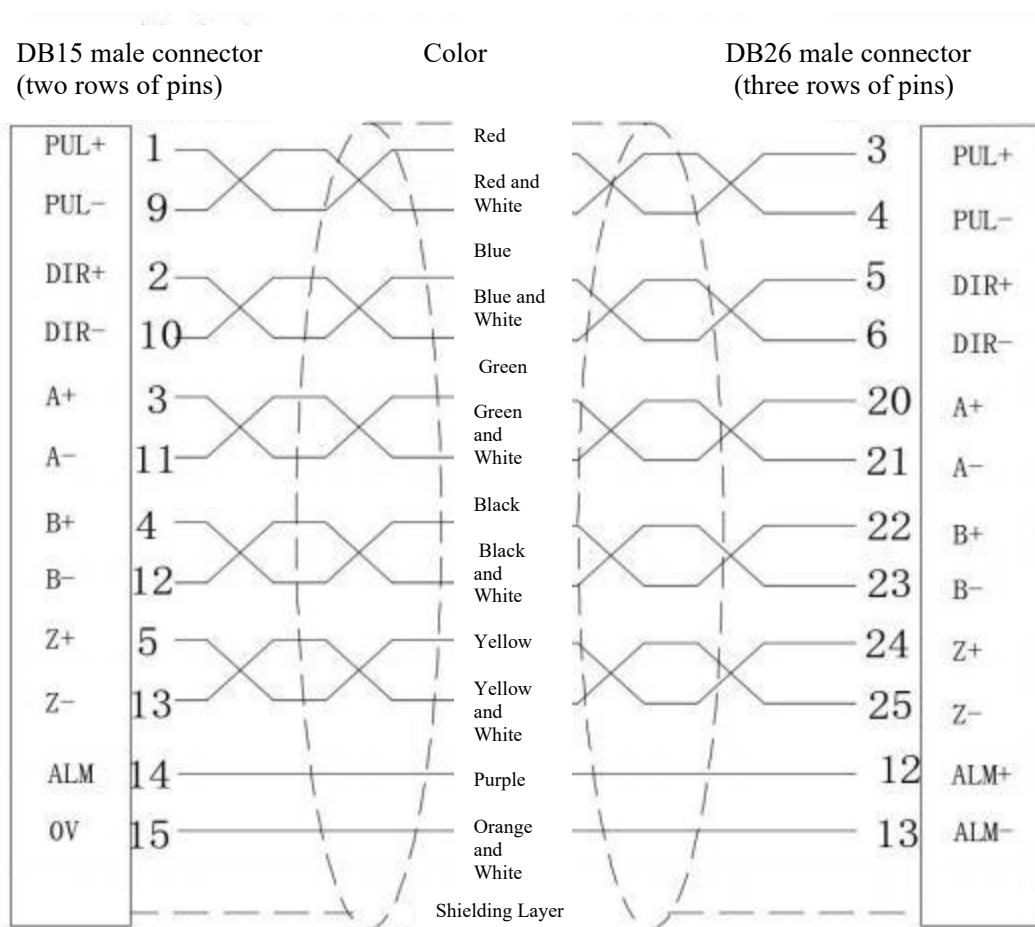 DB15 male connector
(two rows of pins)
Color
DB26 male connector
(three rows of pins)
PUL+ 1 Red 3 PUL+
PUL- 9 Red and
White 4 PUL-
DIR+ 2 Blue 5 DIR+
DIR- 10 Blue and
White 6 DIR-
A+ 3 Green 20 A+
A- 11 Green
and
White 21 A-
B+ 4 Black 22 B+
B- 12 Black
and
White 23 B-
Z+ 5 Yellow 24 Z+
Z- 13 Yellow
and
White 25 Z-
ALM 14 Purple 12 ALM+
0V 15 Orange
and
White 13 ALM-
Shielding Layer